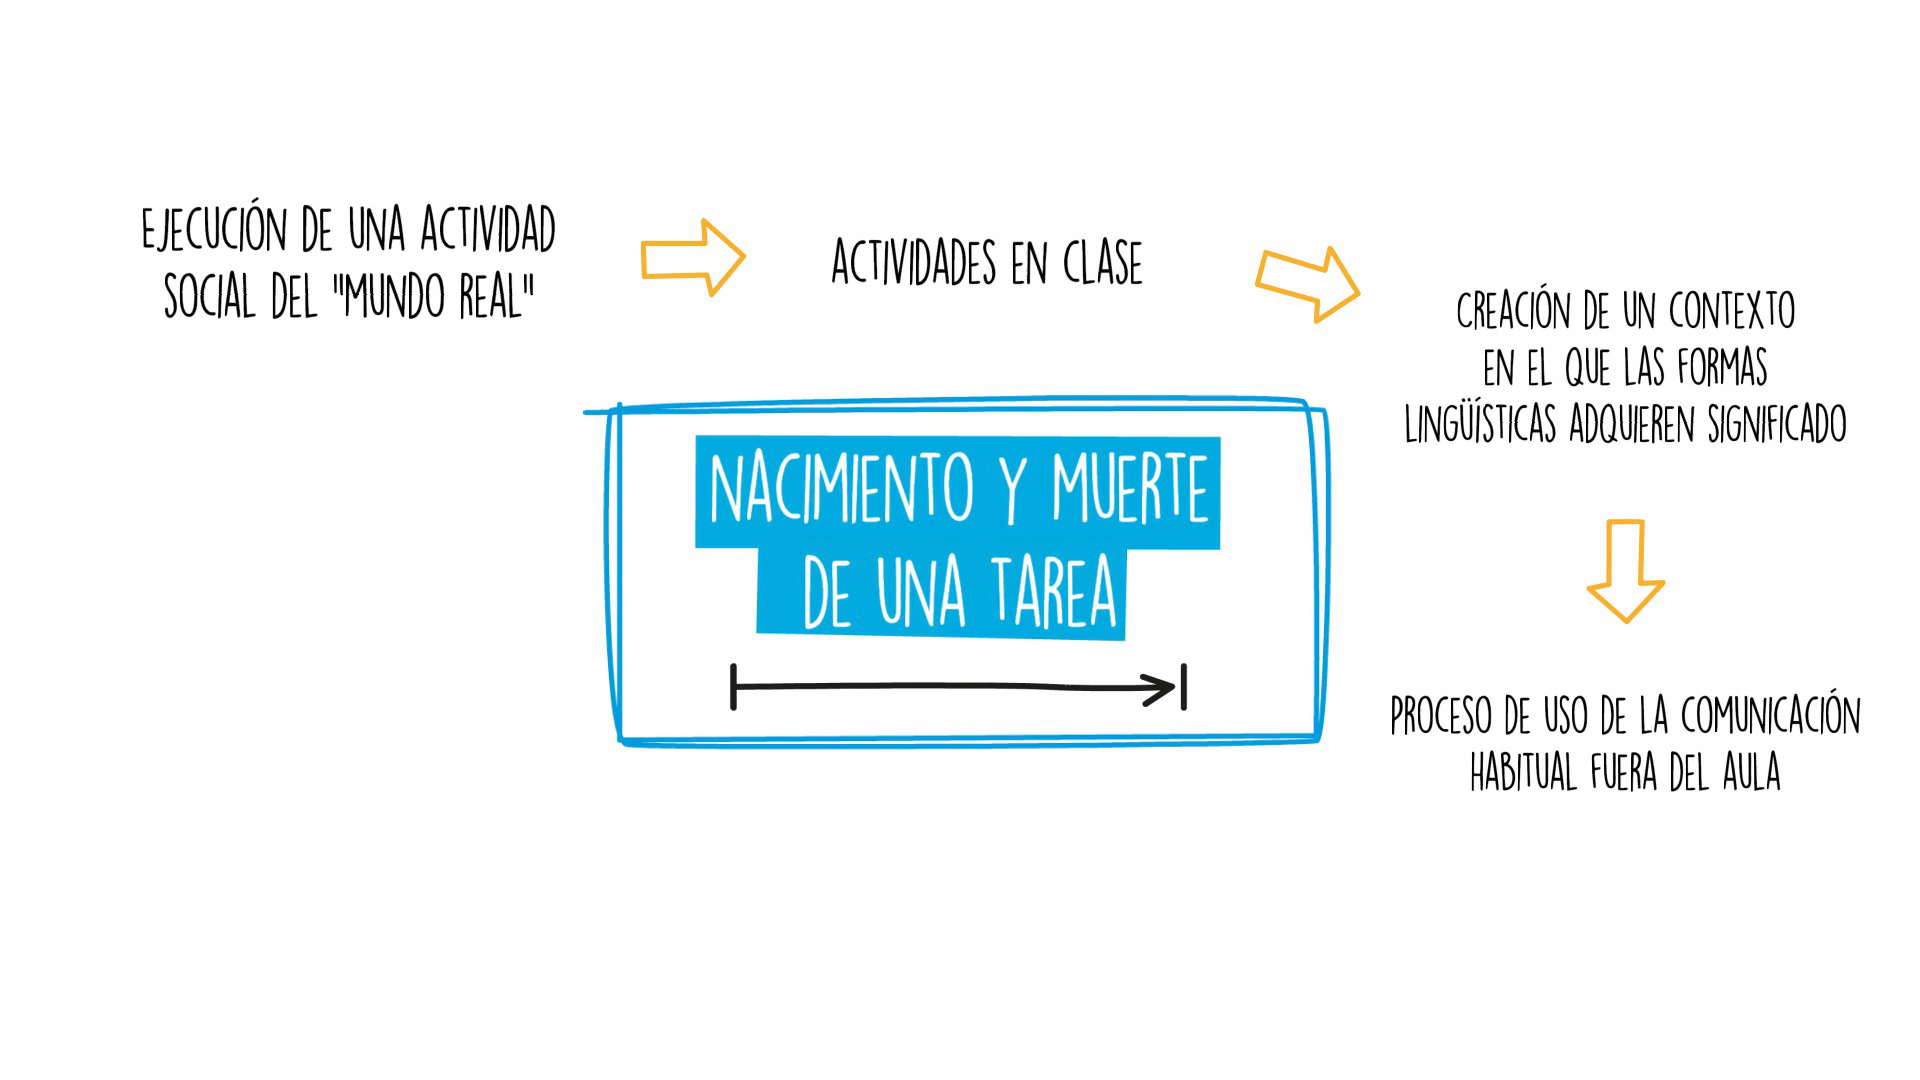 EJECUCIÓN DE UNA ACTIVIDAD
SOCIAL DEL "MUNDO REAL"
ACTIVIDADES EN CLASE
CREACIÓN DE UN CONTEXTO
EN EL QUE LAS FORMAS
LINGÜÍSTICAS ADQUIEREN SIGNIFICADO
NACIMIENTO Y MUERTE
DE UNA TAREA
PROCESO DE USO DE LA COMUNICACIÓN
HABITUAL FUERA DEL AULA